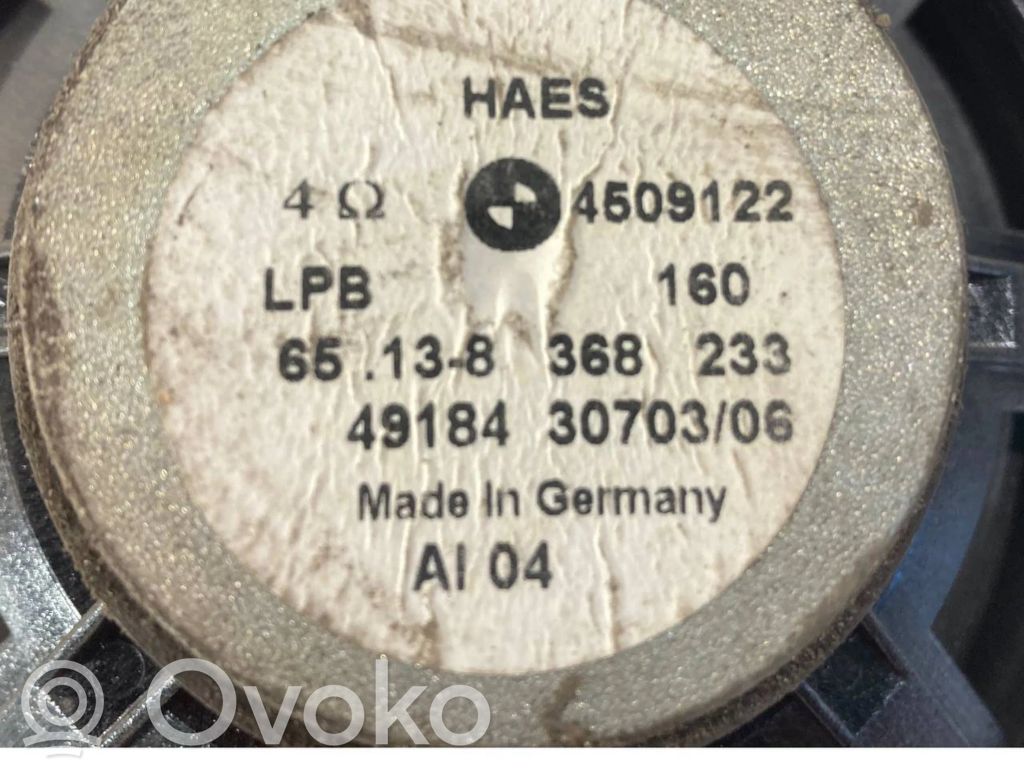 HAES
4 Ω 4509122
LPB 160
65 .13-8 368 233
49184 30703/06
Made In Germany
AI 04
Ovoko